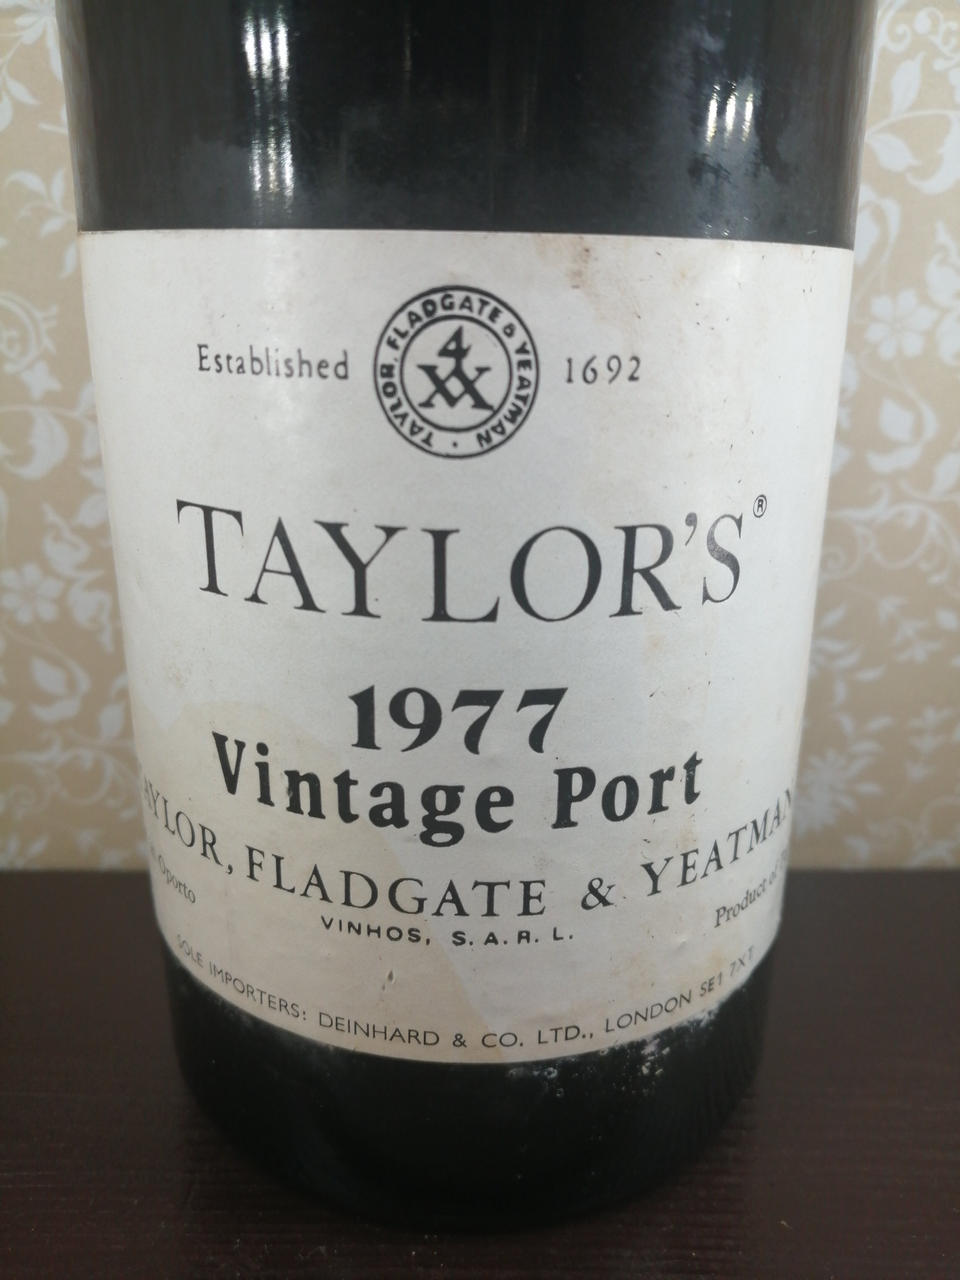 Established 1692
TAYLOR, FLADGATE & YEATMAN ·
4
XX
TAYLOR'S®
1977
Vintage Port
AYLOR, FLADGATE & YEATMAN
Oporto
Product of
VINHOS, S.A.R.L.
SOLE IMPORTERS: DEINHARD & CO. LTD., LONDON SE1 7XT